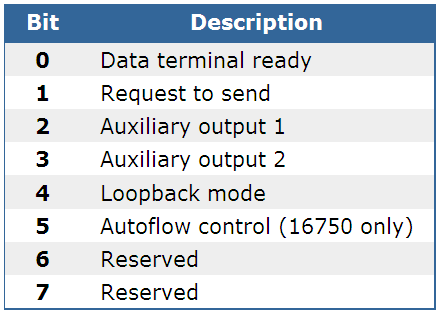 Bit Description
0 Data terminal ready
1 Request to send
2 Auxiliary output 1
3 Auxiliary output 2
4 Loopback mode
5 Autoflow control (16750 only)
6 Reserved
7 Reserved